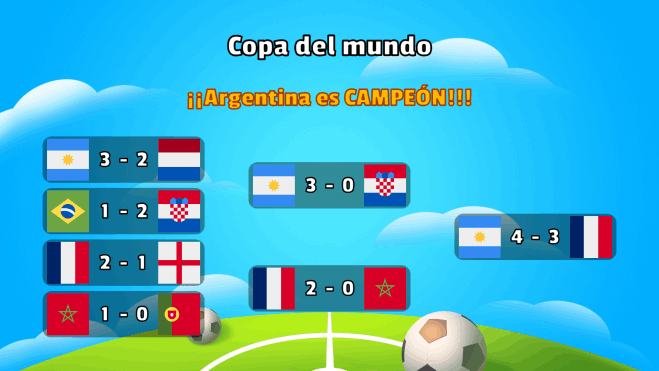 Copa del mundo
¡¡Argentina es CAMPEÓN!!!
3 - 2
1 - 2
2 - 1
1 - 0
3 - 0
2 - 0
4 - 3